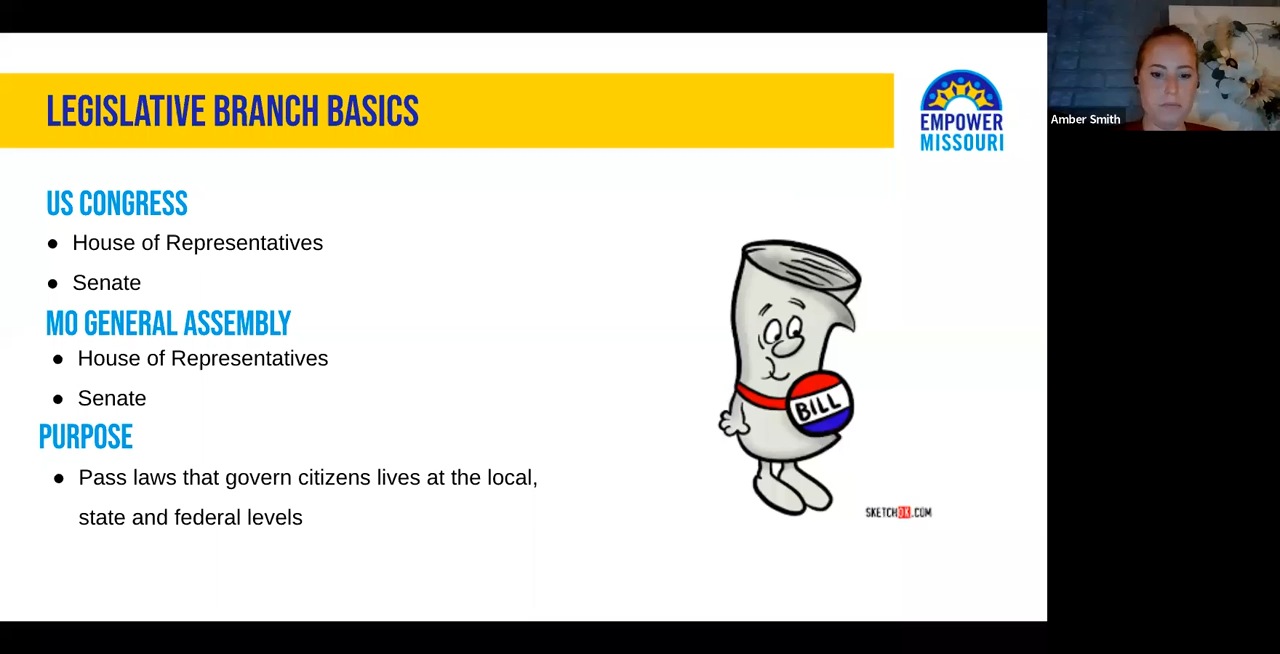 LEGISLATIVE BRANCH BASICS
EMPOWER
MISSOURI
Amber Smith
US CONGRESS
● House of Representatives
● Senate
MO GENERAL ASSEMBLY
● House of Representatives
● Senate
PURPOSE
● Pass laws that govern citizens lives at the local,
state and federal levels
BILL
SKETCHOK.COM